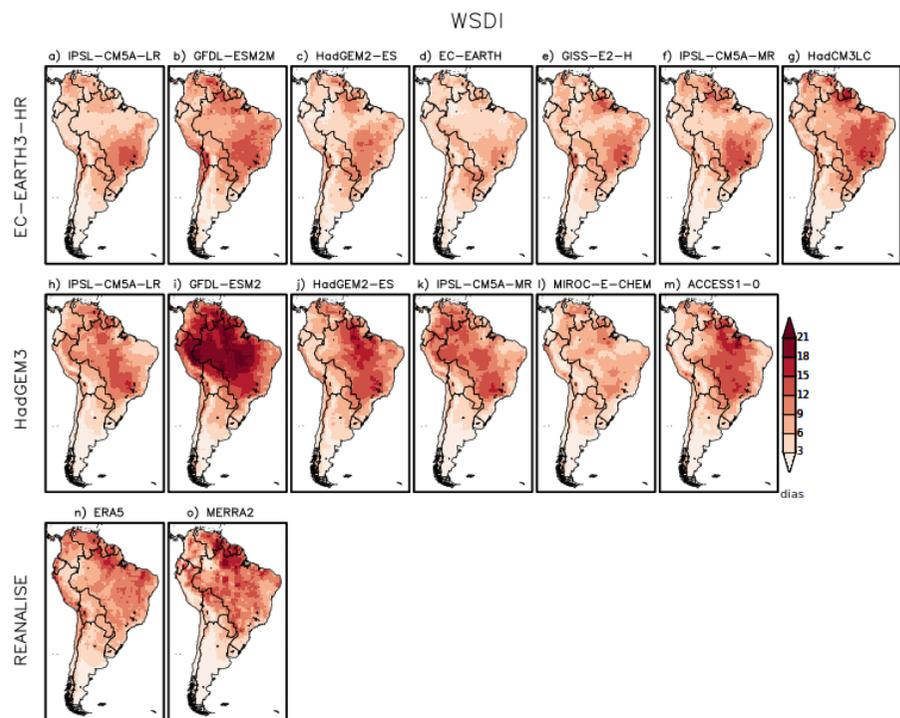 WSDI
a) IPSL-CM5A-LR b) GFDL-ESM2M c) HadGEM2-ES d) EC-EARTH e) GISS-E2-H f) IPSL-CM5A-MR g) HadCM3LC
EC-EARTH3-HR
h) IPSL-CM5A-LR i) GFDL-ESM2 j) HadGEM2-ES k) IPSL-CM5A-MR l) MIROC-E-CHEM m) ACCESS1-0
HadGEM3
21
18
15
12
9
6
3
dias
n) ERA5 o) MERRA2
REANALISE